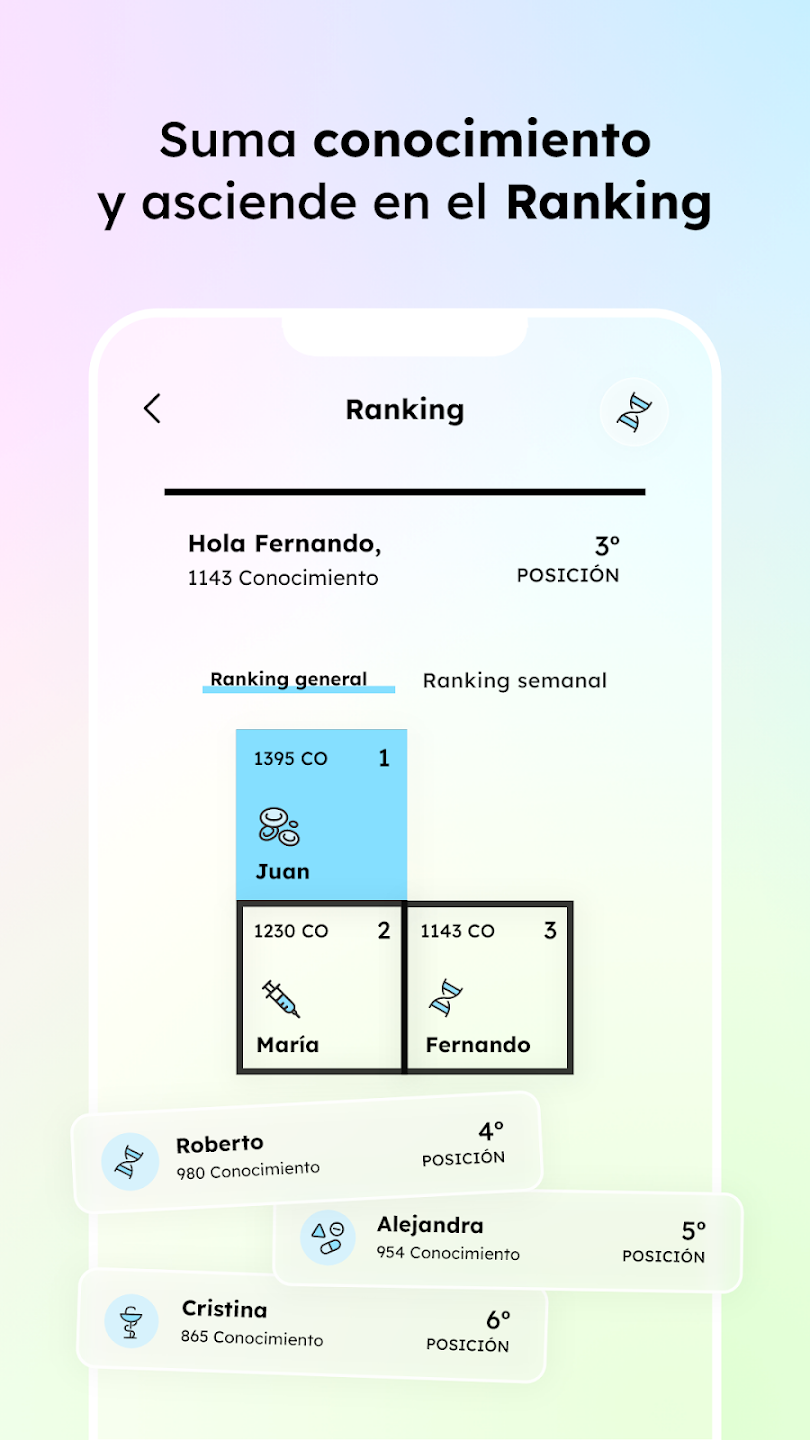 Suma conocimiento
y asciende en el Ranking
Ranking
Hola Fernando,
1143 Conocimiento
3º
POSICIÓN
Ranking general
Ranking semanal
1395 CO 1
Juan
1230 CO 2
María
1143 CO 3
Fernando
Roberto
980 Conocimiento
4º
POSICIÓN
Alejandra
954 Conocimiento
5º
POSICIÓN
Cristina
865 Conocimiento
6º
POSICIÓN